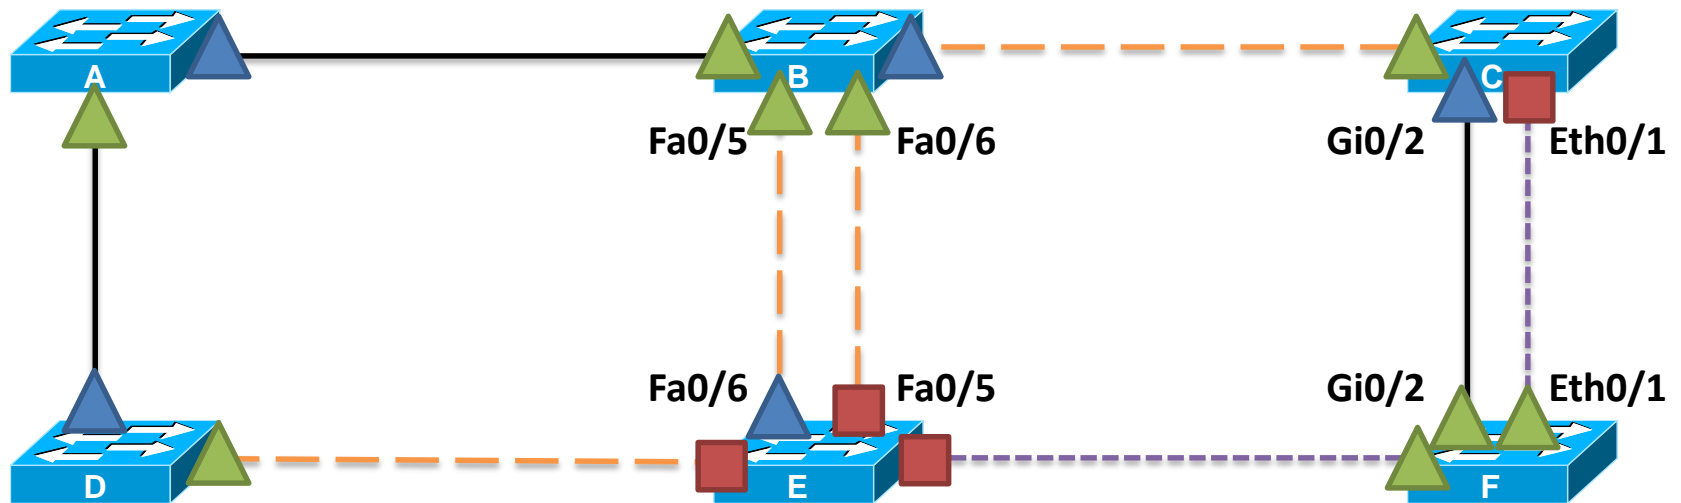 A
B
C
Fa0/5
Fa0/6
Gi0/2
Eth0/1
Fa0/6
Fa0/5
Gi0/2
Eth0/1
D
E
F